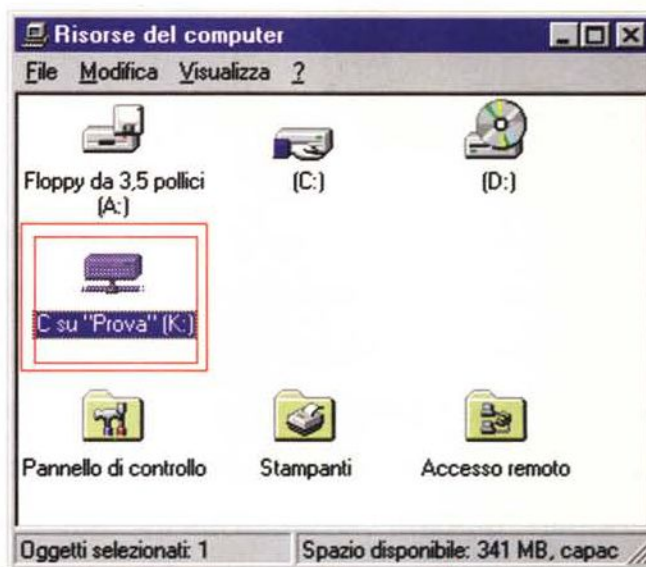 Risorse del computer
File Modifica Visualizza ?
Floppy da 3,5 pollici
(A:)
(C:)
(D:)
C su "Prova" (K:)
Pannello di controllo
Stampanti
Accesso remoto
Oggetti selezionati: 1
Spazio disponibile: 341 MB, capac